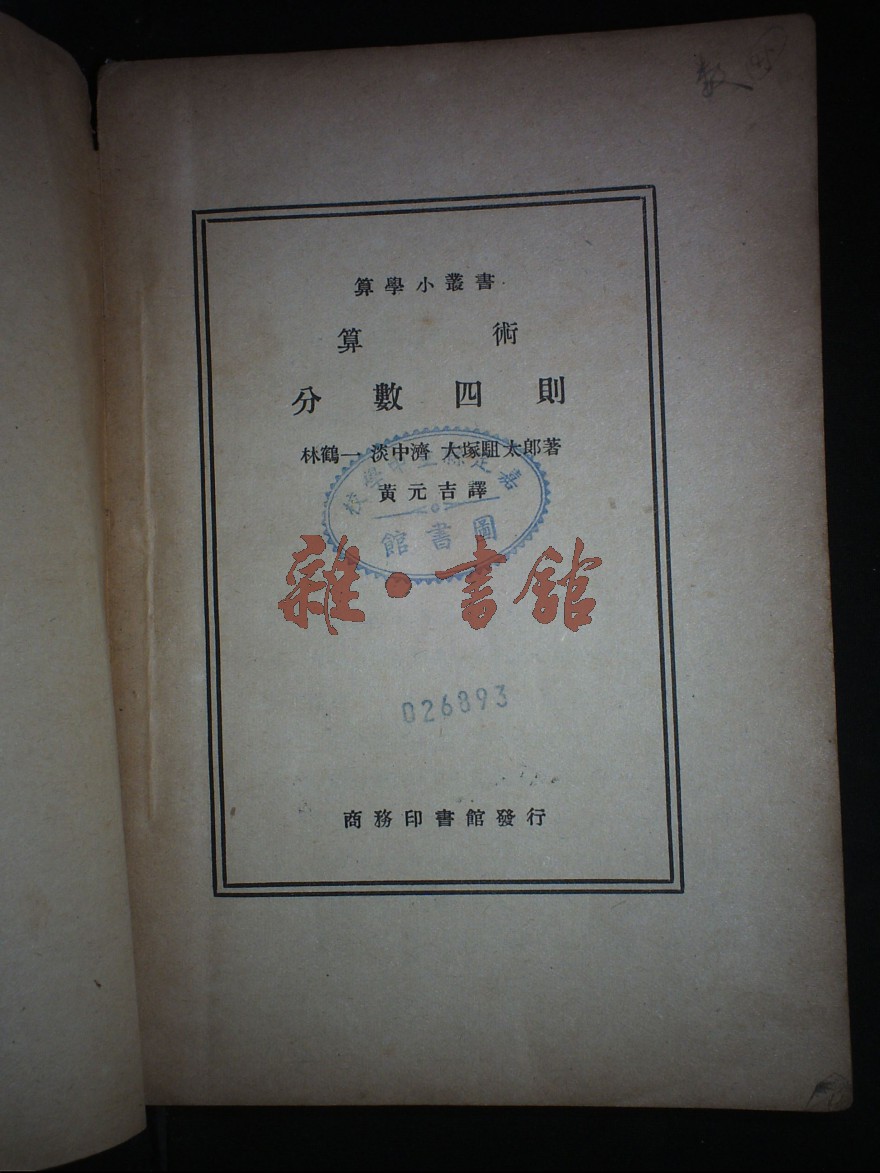 數
算學小叢書
算術
分數四則
林鶴一 淡中濟 大塚駔太郎著
黃元吉譯
圖書館
雜·書館
026893
商務印書館發行